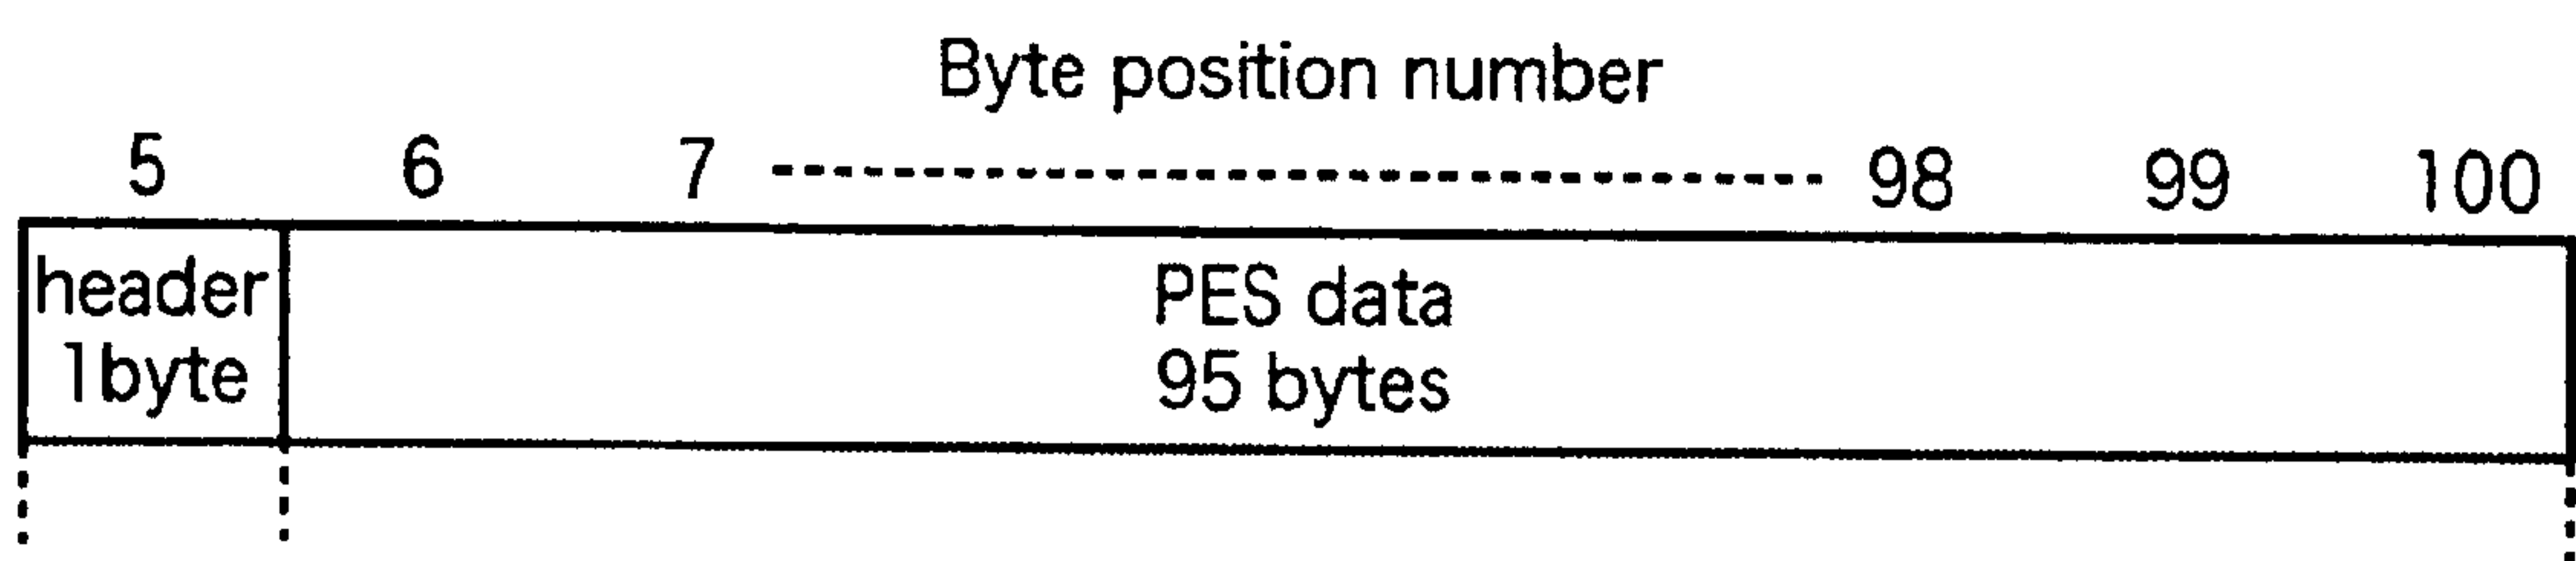 Byte position number
5 6 7 98 99 100
header
1byte
PES data
95 bytes